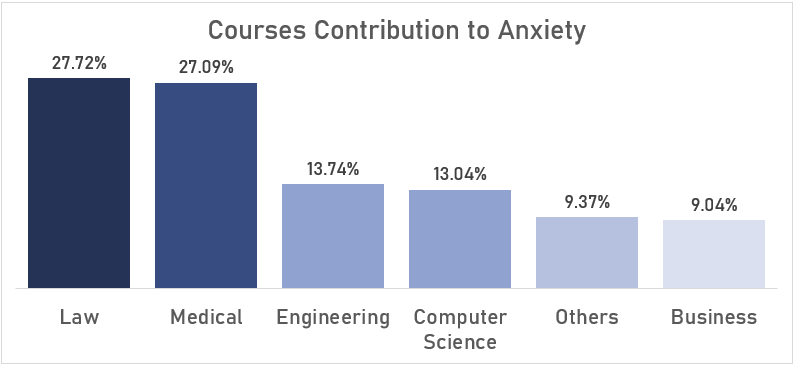 Courses Contribution to Anxiety
27.72%
27.09%
13.74%
13.04%
9.37%
9.04%
Law
Medical
Engineering
Computer
Science
Others
Business